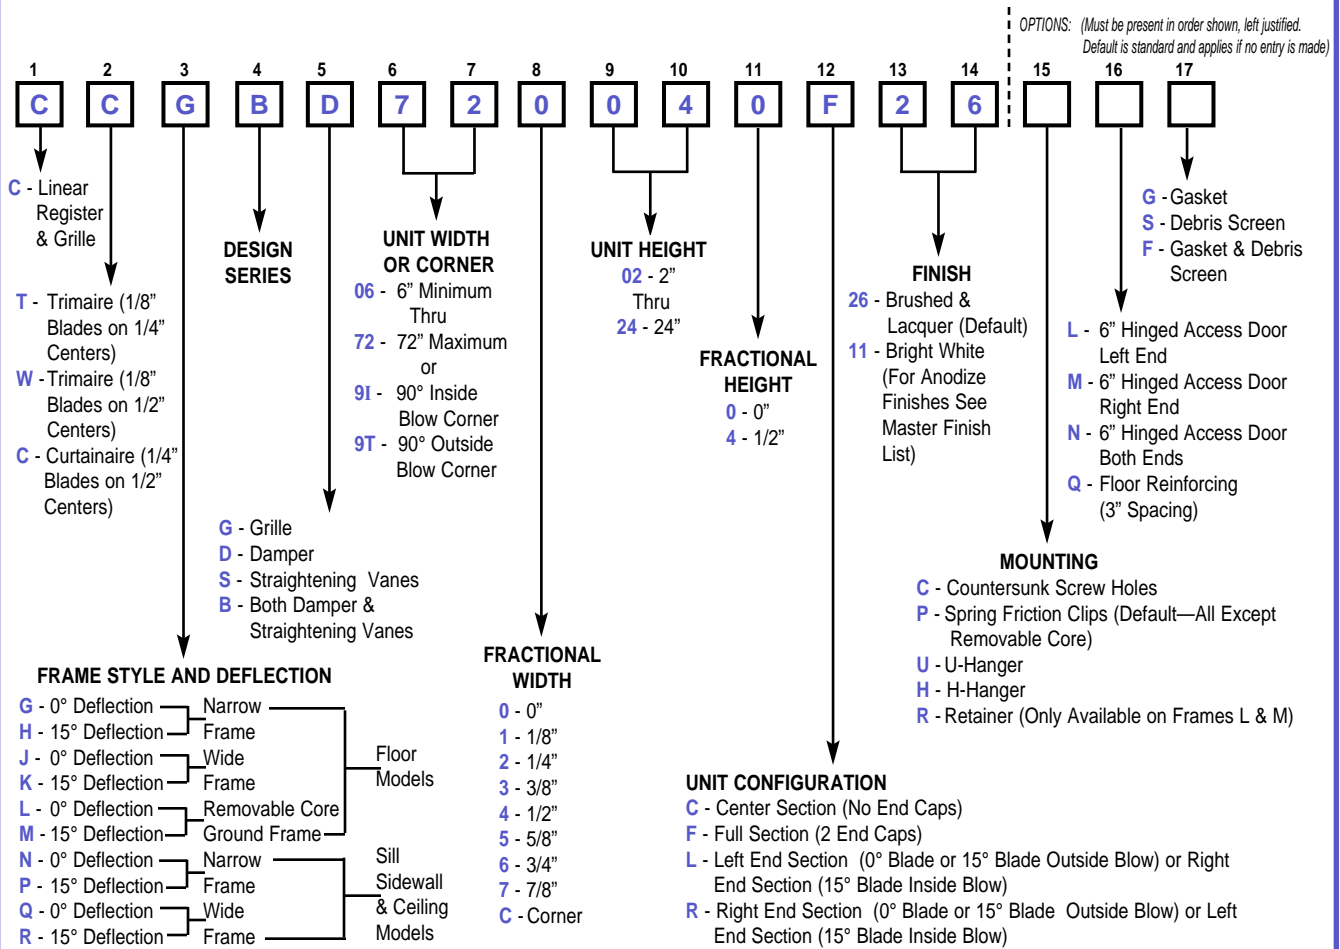 OPTIONS: (Must be present in order shown, left justified.
Default is standard and applies if no entry is made)
1 2 3 4 5 6 7 8 9 10 11 12 13 14 15 16 17
C C G B D 7 2 0 0 4 0 F 2 6
C - Linear
Register
& Grille
T - Trimaire (1/8”
Blades on 1/4”
Centers)
W - Trimaire (1/8”
Blades on 1/2”
Centers)
C - Curtainaire (1/4”
Blades on 1/2”
Centers)
FRAME STYLE AND DEFLECTION
G - 0° Deflection
H - 15° Deflection
Narrow
Frame
J - 0° Deflection
K - 15° Deflection
Wide
Frame
L - 0° Deflection
M - 15° Deflection
Removable Core
Ground Frame
Floor
Models
N - 0° Deflection
P - 15° Deflection
Narrow
Frame
Q - 0° Deflection
R - 15° Deflection
Wide
Frame
Sill
Sidewall
& Ceiling
Models
DESIGN
SERIES
G - Grille
D - Damper
S - Straightening Vanes
B - Both Damper &
Straightening Vanes
UNIT WIDTH
OR CORNER
06 - 6” Minimum
Thru
72 - 72” Maximum
or
9I - 90° Inside
Blow Corner
9T - 90° Outside
Blow Corner
FRACTIONAL
WIDTH
0 - 0”
1 - 1/8”
2 - 1/4”
3 - 3/8”
4 - 1/2”
5 - 5/8”
6 - 3/4”
7 - 7/8”
C - Corner
UNIT HEIGHT
02 - 2”
Thru
24 - 24”
FRACTIONAL
HEIGHT
0 - 0”
4 - 1/2”
UNIT CONFIGURATION
C - Center Section (No End Caps)
F - Full Section (2 End Caps)
L - Left End Section (0° Blade or 15° Blade Outside Blow) or Right
End Section (15° Blade Inside Blow)
R - Right End Section (0° Blade or 15° Blade Outside Blow) or Left
End Section (15° Blade Inside Blow)
FINISH
26 - Brushed &
Lacquer (Default)
11 - Bright White
(For Anodize
Finishes See
Master Finish
List)
MOUNTING
C - Countersunk Screw Holes
P - Spring Friction Clips (Default—All Except
Removable Core)
U - U-Hanger
H - H-Hanger
R - Retainer (Only Available on Frames L & M)
L - 6” Hinged Access Door
Left End
M - 6” Hinged Access Door
Right End
N - 6” Hinged Access Door
Both Ends
Q - Floor Reinforcing
(3” Spacing)
G - Gasket
S - Debris Screen
F - Gasket & Debris
Screen